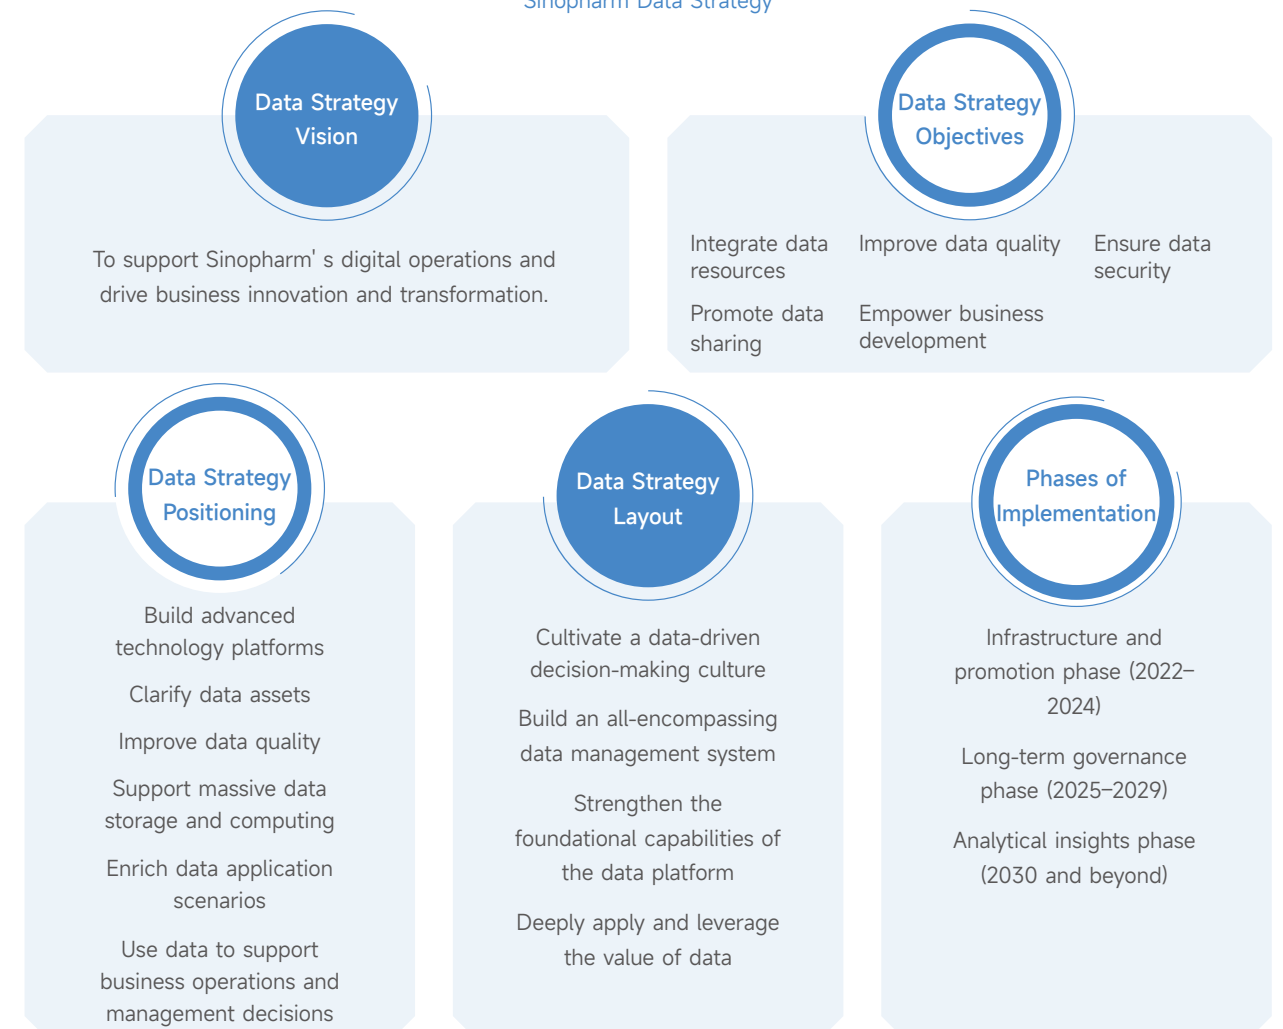 Sinopharm Data Strategy
Data Strategy
Vision
To support Sinopharm' s digital operations and
drive business innovation and transformation.
Data Strategy
Objectives
Integrate data
resources
Improve data quality
Ensure data
security
Promote data
sharing
Empower business
development
Data Strategy
Positioning
Build advanced
technology platforms
Clarify data assets
Improve data quality
Support massive data
storage and computing
Enrich data application
scenarios
Use data to support
business operations and
management decisions
Data Strategy
Layout
Cultivate a data-driven
decision-making culture
Build an all-encompassing
data management system
Strengthen the
foundational capabilities of
the data platform
Deeply apply and leverage
the value of data
Phases of
Implementation
Infrastructure and
promotion phase (2022–
2024)
Long-term governance
phase (2025–2029)
Analytical insights phase
(2030 and beyond)